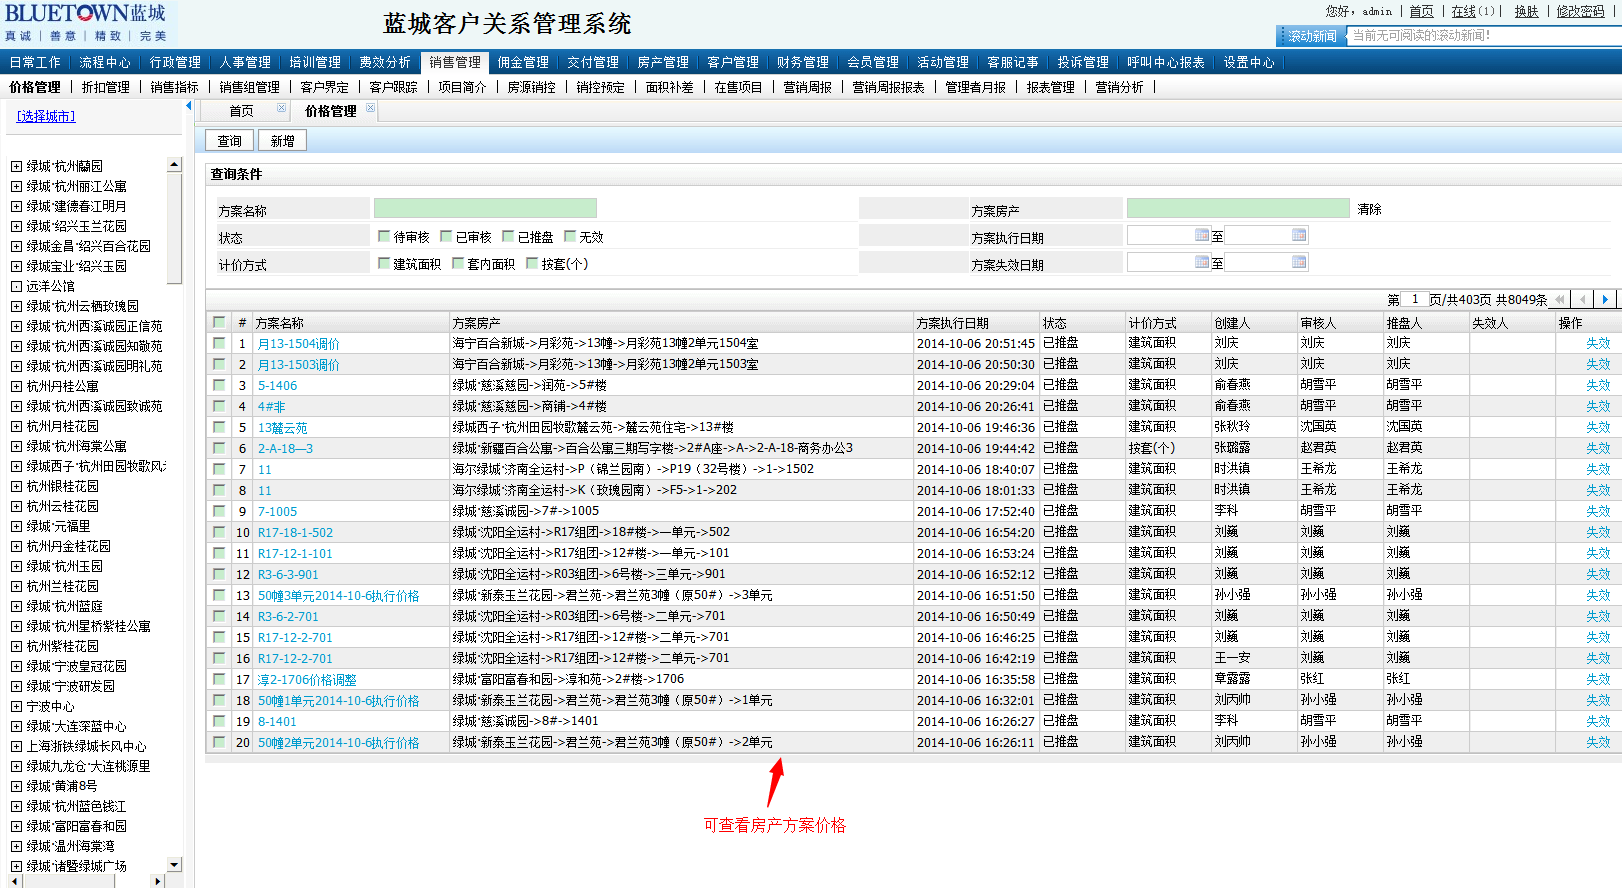 BLUETOWN蓝城
真诚 | 善意 | 精致 | 完美
蓝城客户关系管理系统
您好，admin | 首页 | 在线(1) | 换肤 | 修改密码 |
滚动新闻 当前无可阅读的滚动新闻!
日常工作 流程中心 行政管理 人事管理 培训管理 费效分析 销售管理 佣金管理 交付管理 房产管理 客户管理 财务管理 会员管理 活动管理 客服记事 投诉管理 呼叫中心报表 设置中心
价格管理 | 折扣管理 | 销售指标 | 销售组管理 | 客户界定 | 客户跟踪 | 项目简介 | 房源销控 | 销控预定 | 面积补差 | 在售项目 | 营销周报 | 营销周报报表 | 管理者月报 | 报表管理 | 营销分析 |
[选择城市]
绿城·杭州蘭园
绿城·杭州丽江公寓
绿城·建德春江明月
绿城·绍兴玉兰花园
绿城金昌·绍兴百合花园
绿城宝业·绍兴玉园
远洋公馆
绿城·杭州云栖玫瑰园
绿城·杭州西溪诚园正信苑
绿城·杭州西溪诚园知敬苑
绿城·杭州西溪诚园明礼苑
杭州丹桂公寓
绿城·杭州西溪诚园致诚苑
杭州月桂花园
绿城·杭州海棠公寓
绿城西子·杭州田园牧歌风
杭州银桂花园
杭州云桂花园
绿城·元福里
杭州丹金桂花园
绿城·杭州玉园
杭州兰桂花园
绿城·杭州蓝庭
绿城·杭州星桥紫桂公寓
杭州紫桂花园
绿城·宁波皇冠花园
绿城·宁波研发园
宁波中心
绿城·大连深蓝中心
上海浙铁绿城长风中心
绿城九龙仓·大连桃源里
绿城·黄浦8号
绿城·杭州蓝色钱江
绿城·富阳富春和园
绿城·温州海棠湾
绿城·诸暨绿城广场
首页 价格管理
查询 新增
查询条件
方案名称 方案房产 清除
状态 待审核 已审核 已推盘 无效 方案执行日期 至
计价方式 建筑面积 套内面积 按套(个) 方案失效日期 至
第 1 页/共403页 共8049条
# 方案名称 方案房产 方案执行日期 状态 计价方式 创建人 审核人 推盘人 失效人 操作
1 月13-1504调价 海宁百合新城->月彩苑->13幢->月彩苑13幢2单元1504室 2014-10-06 20:51:45 已推盘 建筑面积 刘庆 刘庆 刘庆 失效
2 月13-1503调价 海宁百合新城->月彩苑->13幢->月彩苑13幢2单元1503室 2014-10-06 20:50:30 已推盘 建筑面积 刘庆 刘庆 刘庆 失效
3 5-1406 绿城·慈溪慈园->润苑->5#楼 2014-10-06 20:29:04 已推盘 建筑面积 俞春燕 胡雪平 胡雪平 失效
4 4#非 绿城·慈溪慈园->商铺->4#楼 2014-10-06 20:26:41 已推盘 建筑面积 俞春燕 胡雪平 胡雪平 失效
5 13麓云苑 绿城西子·杭州田园牧歌麓云苑->麓云苑住宅->13#楼 2014-10-06 19:46:36 已推盘 建筑面积 张秋玲 沈国英 沈国英 失效
6 2-A-18—3 绿城·新疆百合公寓->百合公寓三期写字楼->2#A座->A->2-A-18-商务办公3 2014-10-06 19:44:42 已推盘 按套(个) 张璐露 赵君英 赵君英 失效
7 11 海尔绿城·济南全运村->P（锦兰园南）->P19（32号楼）->1->1502 2014-10-06 18:40:07 已推盘 建筑面积 时洪镇 王希龙 王希龙 失效
8 11 海尔绿城·济南全运村->K（玫瑰园南）->F5->1->202 2014-10-06 18:01:33 已推盘 建筑面积 时洪镇 王希龙 王希龙 失效
9 7-1005 绿城·慈溪诚园->7#->1005 2014-10-06 17:52:40 已推盘 建筑面积 李科 胡雪平 胡雪平 失效
10 R17-18-1-502 绿城·沈阳全运村->R17组团->18#楼->一单元->502 2014-10-06 16:54:20 已推盘 建筑面积 刘巍 刘巍 刘巍 失效
11 R17-12-1-101 绿城·沈阳全运村->R17组团->12#楼->一单元->101 2014-10-06 16:53:24 已推盘 建筑面积 刘巍 刘巍 刘巍 失效
12 R3-6-3-901 绿城·沈阳全运村->R03组团->6号楼->三单元->901 2014-10-06 16:52:12 已推盘 建筑面积 刘巍 刘巍 刘巍 失效
13 50幢3单元2014-10-6执行价格 绿城·新泰玉兰花园->君兰苑->君兰苑3幢（原50#）->3单元 2014-10-06 16:51:50 已推盘 建筑面积 孙小强 孙小强 孙小强 失效
14 R3-6-2-701 绿城·沈阳全运村->R03组团->6号楼->二单元->701 2014-10-06 16:50:49 已推盘 建筑面积 刘巍 刘巍 刘巍 失效
15 R17-12-2-701 绿城·沈阳全运村->R17组团->12#楼->二单元->701 2014-10-06 16:46:25 已推盘 建筑面积 刘巍 刘巍 刘巍 失效
16 R17-12-2-701 绿城·沈阳全运村->R17组团->12#楼->二单元->701 2014-10-06 16:42:19 已推盘 建筑面积 王一安 刘巍 刘巍 失效
17 淳2-1706价格调整 绿城·富阳富春和园->淳和苑->2#楼->1706 2014-10-06 16:35:58 已推盘 建筑面积 章露露 张红 张红 失效
18 50幢1单元2014-10-6执行价格 绿城·新泰玉兰花园->君兰苑->君兰苑3幢（原50#）->1单元 2014-10-06 16:32:01 已推盘 建筑面积 刘丙帅 孙小强 孙小强 失效
19 8-1401 绿城·慈溪诚园->8#->1401 2014-10-06 16:26:27 已推盘 建筑面积 李科 胡雪平 胡雪平 失效
20 50幢2单元2014-10-6执行价格 绿城·新泰玉兰花园->君兰苑->君兰苑3幢（原50#）->2单元 2014-10-06 16:26:11 已推盘 建筑面积 刘丙帅 孙小强 孙小强 失效
可查看房产方案价格